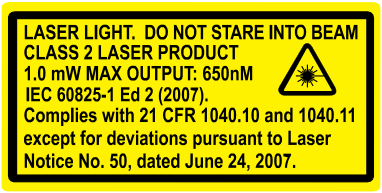 LASER LIGHT. DO NOT STARE INTO BEAM
CLASS 2 LASER PRODUCT
1.0 mW MAX OUTPUT: 650nM
IEC 60825-1 Ed 2 (2007).
Complies with 21 CFR 1040.10 and 1040.11
except for deviations pursuant to Laser
Notice No. 50, dated June 24, 2007.